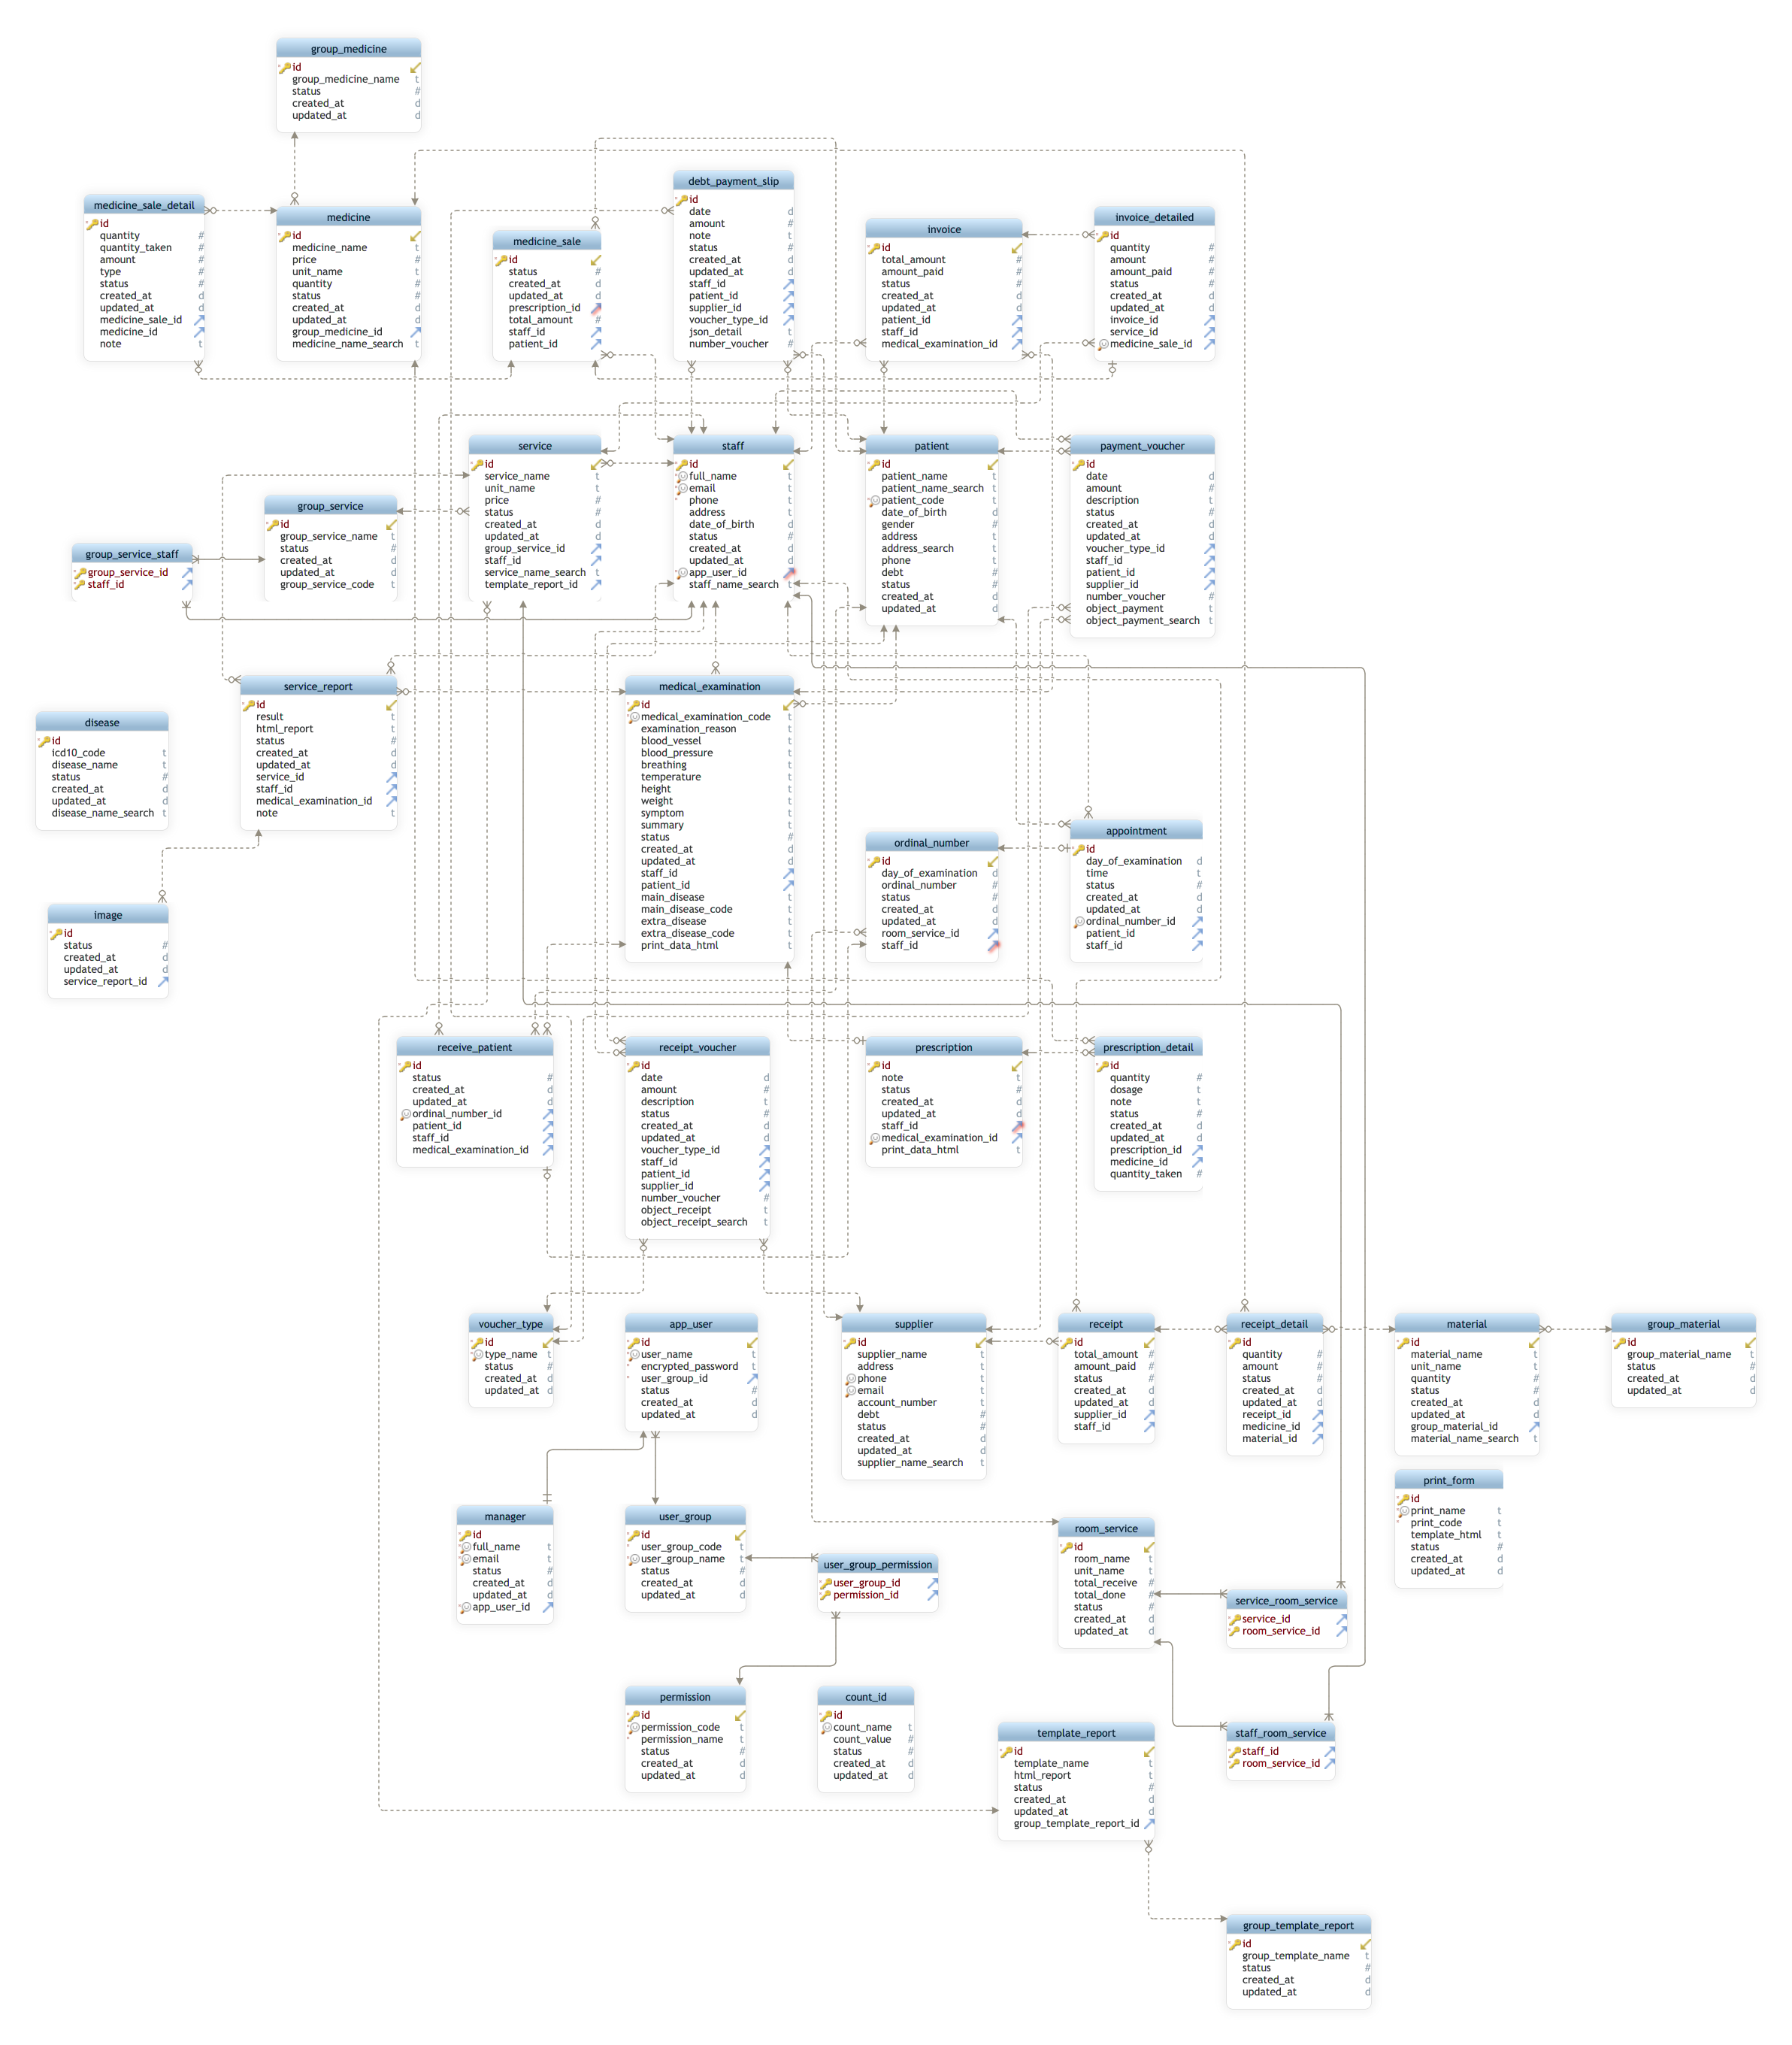 group_medicine
id
group_medicine_name t
status #
created_at d
updated_at d
medicine_sale_detail
id
quantity #
quantity_taken #
amount #
type #
status #
created_at d
updated_at d
medicine_sale_id
medicine_id
note t
medicine
id
medicine_name t
price #
unit_name t
quantity #
status #
created_at d
updated_at d
group_medicine_id
medicine_name_search t
medicine_sale
id
status #
created_at d
updated_at d
prescription_id
total_amount #
staff_id
patient_id
debt_payment_slip
id
date d
amount #
note t
status #
created_at d
updated_at d
staff_id
patient_id
supplier_id
voucher_type_id
json_detail t
number_voucher #
invoice
id
total_amount #
amount_paid #
status #
created_at d
updated_at d
patient_id
staff_id
medical_examination_id
invoice_detailed
id
quantity #
amount #
amount_paid #
status #
created_at d
updated_at d
invoice_id
service_id
medicine_sale_id
group_service_staff
group_service_id
staff_id
group_service
id
group_service_name t
status #
created_at d
updated_at d
group_service_code t
service
id
service_name t
unit_name t
price #
status #
created_at d
updated_at d
group_service_id
staff_id
service_name_search t
template_report_id
staff
id
full_name t
email t
phone t
address t
date_of_birth d
status #
created_at d
updated_at d
app_user_id
staff_name_search t
patient
id
patient_name t
patient_name_search t
patient_code t
date_of_birth d
gender #
address t
address_search t
phone t
debt #
status #
created_at d
updated_at d
payment_voucher
id
date d
amount #
description t
status #
created_at d
updated_at d
voucher_type_id
staff_id
patient_id
supplier_id
number_voucher #
object_payment t
object_payment_search t
disease
id
icd10_code t
disease_name t
status #
created_at d
updated_at d
disease_name_search t
service_report
id
result t
html_report t
status #
created_at d
updated_at d
service_id
staff_id
medical_examination_id
note t
medical_examination
id
medical_examination_code t
examination_reason t
blood_vessel t
blood_pressure t
breathing t
temperature t
height t
weight t
symptom t
summary t
status #
created_at d
updated_at d
staff_id
patient_id
main_disease t
main_disease_code t
extra_disease t
extra_disease_code t
print_data_html t
ordinal_number
id
day_of_examination d
ordinal_number #
status #
created_at d
updated_at d
room_service_id
staff_id
appointment
id
day_of_examination d
time t
status #
created_at d
updated_at d
ordinal_number_id
patient_id
staff_id
image
id
status #
created_at d
updated_at d
service_report_id
receive_patient
id
status #
created_at d
updated_at d
ordinal_number_id
patient_id
staff_id
medical_examination_id
receipt_voucher
id
date d
amount #
description t
status #
created_at d
updated_at d
voucher_type_id
staff_id
patient_id
supplier_id
number_voucher #
object_receipt t
object_receipt_search t
prescription
id
note t
status #
created_at d
updated_at d
staff_id
medical_examination_id
print_data_html t
prescription_detail
id
quantity #
dosage t
note t
status #
created_at d
updated_at d
prescription_id
medicine_id
quantity_taken #
voucher_type
id
type_name t
status #
created_at d
updated_at d
app_user
id
user_name t
encrypted_password t
user_group_id
status #
created_at d
updated_at d
supplier
id
supplier_name t
address t
phone t
email t
account_number t
debt #
status #
created_at d
updated_at d
supplier_name_search t
receipt
id
total_amount #
amount_paid #
status #
created_at d
updated_at d
supplier_id
staff_id
receipt_detail
id
quantity #
amount #
status #
created_at d
updated_at d
receipt_id
medicine_id
material_id
material
id
material_name t
unit_name t
quantity #
status #
created_at d
updated_at d
group_material_id
material_name_search t
group_material
id
group_material_name t
status #
created_at d
updated_at d
print_form
id
print_name t
print_code t
template_html t
status #
created_at d
updated_at d
manager
id
full_name t
email t
status #
created_at d
updated_at d
app_user_id
user_group
id
user_group_code t
user_group_name t
status #
created_at d
updated_at d
user_group_permission
user_group_id
permission_id
room_service
id
room_name t
unit_name t
total_receive #
total_done #
status #
created_at d
updated_at d
service_room_service
service_id
room_service_id
permission
id
permission_code t
permission_name t
status #
created_at d
updated_at d
count_id
id
count_name t
count_value #
status #
created_at d
updated_at d
template_report
id
template_name t
html_report t
status #
created_at d
updated_at d
group_template_report_id
staff_room_service
staff_id
room_service_id
group_template_report
id
group_template_name t
status #
created_at d
updated_at d